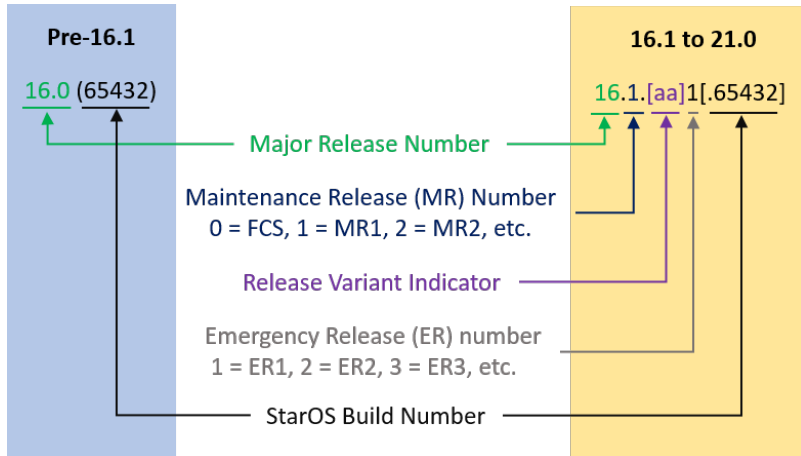 Pre-16.1
16.1 to 21.0
16.0 (65432)
16.1.[aa]1[.65432]
Major Release Number
Maintenance Release (MR) Number
0 = FCS, 1 = MR1, 2 = MR2, etc.
Release Variant Indicator
Emergency Release (ER) number
1 = ER1, 2 = ER2, 3 = ER3, etc.
StarOS Build Number